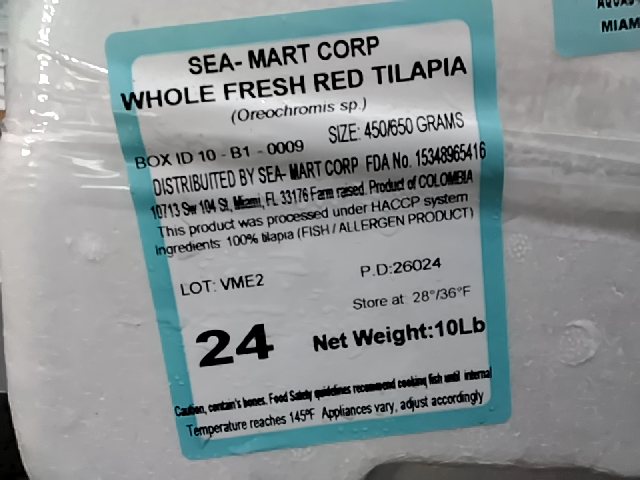 SEA- MART CORP
WHOLE FRESH RED TILAPIA
(Oreochromis sp.)
BOX ID 10 - B1 - 0009 SIZE: 450/650 GRAMS
DISTRIBUITED BY SEA- MART CORP FDA No. 15348965416
10713 Sw 104 St, Miami, FL 33176 Farm raised. Product of COLOMBIA
This product was processed under HACCP system
Ingredients 100% tilapia (FISH / ALLERGEN PRODUCT)
LOT: VME2 P.D:26024
Store at 28°/36°F
24 Net Weight:10Lb
Caution, contain's bones. Food Safety guidelines recommend cooking fish until internal
Temperature reaches 145ºF Appliances vary, adjust accordingly
MIAM